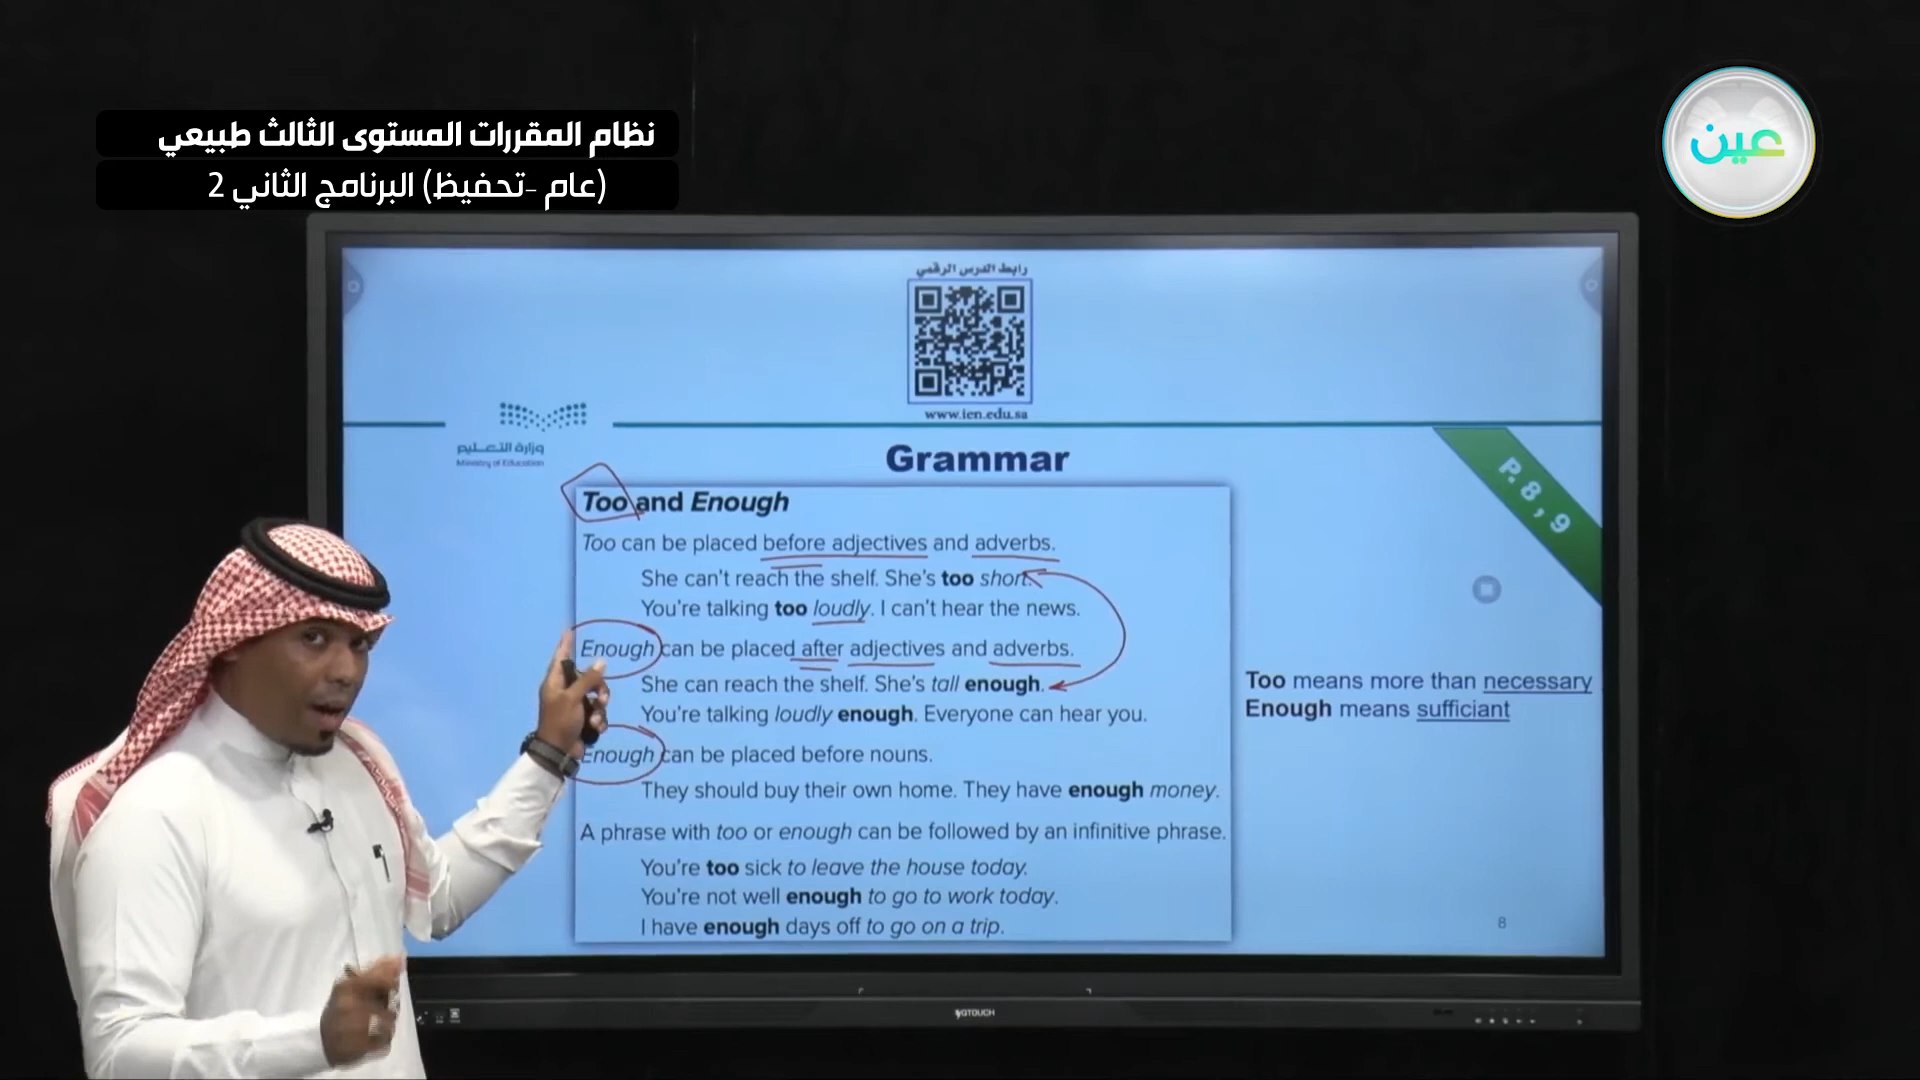 نظام المقررات المستوى الثالث طبيعي
(عام -تحفيظ) البرنامج الثاني 2
عين
رابط الدرس الرقمي
www.ien.edu.sa
وزارة التعليم
Ministry of Education
Grammar
P. 8 , 9
Too and Enough
Too can be placed before adjectives and adverbs.
She can't reach the shelf. She's too short.
You're talking too loudly. I can't hear the news.
Enough can be placed after adjectives and adverbs.
She can reach the shelf. She's tall enough.
You're talking loudly enough. Everyone can hear you.
Enough can be placed before nouns.
They should buy their own home. They have enough money.
A phrase with too or enough can be followed by an infinitive phrase.
You're too sick to leave the house today.
You're not well enough to go to work today.
I have enough days off to go on a trip.
Too means more than necessary
Enough means sufficiant
8
TOUCH